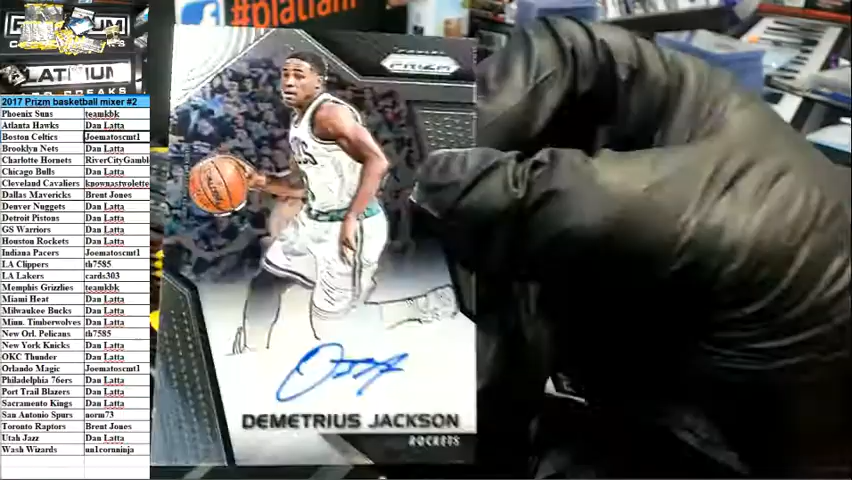 #platium
PLATINUM
BREAKS
2017 Prizm basketball mixer #2
Phoenix Suns teamkbk
Atlanta Hawks Dan Latta
Boston Celtics Joematoscmt1
Brooklyn Nets Dan Latta
Charlotte Hornets RiverCityGambl
Chicago Bulls Dan Latta
Cleveland Cavaliers knownastwolette
Dallas Mavericks Brent Jones
Denver Nuggets Dan Latta
Detroit Pistons Dan Latta
GS Warriors Dan Latta
Houston Rockets Dan Latta
Indiana Pacers Joematoscmt1
LA Clippers th7585
LA Lakers cards303
Memphis Grizzlies teamkbk
Miami Heat Dan Latta
Milwaukee Bucks Dan Latta
Minn. Timberwolves Dan Latta
New Orl. Pelicans th7585
New York Knicks Dan Latta
OKC Thunder Dan Latta
Orlando Magic Joematoscmt1
Philadelphia 76ers Dan Latta
Port Trail Blazers Dan Latta
Sacramento Kings Dan Latta
San Antonio Spurs norm73
Toronto Raptors Brent Jones
Utah Jazz Dan Latta
Wash Wizards un1cornninja
PRIZM
DEMETRIUS JACKSON
ROCKETS